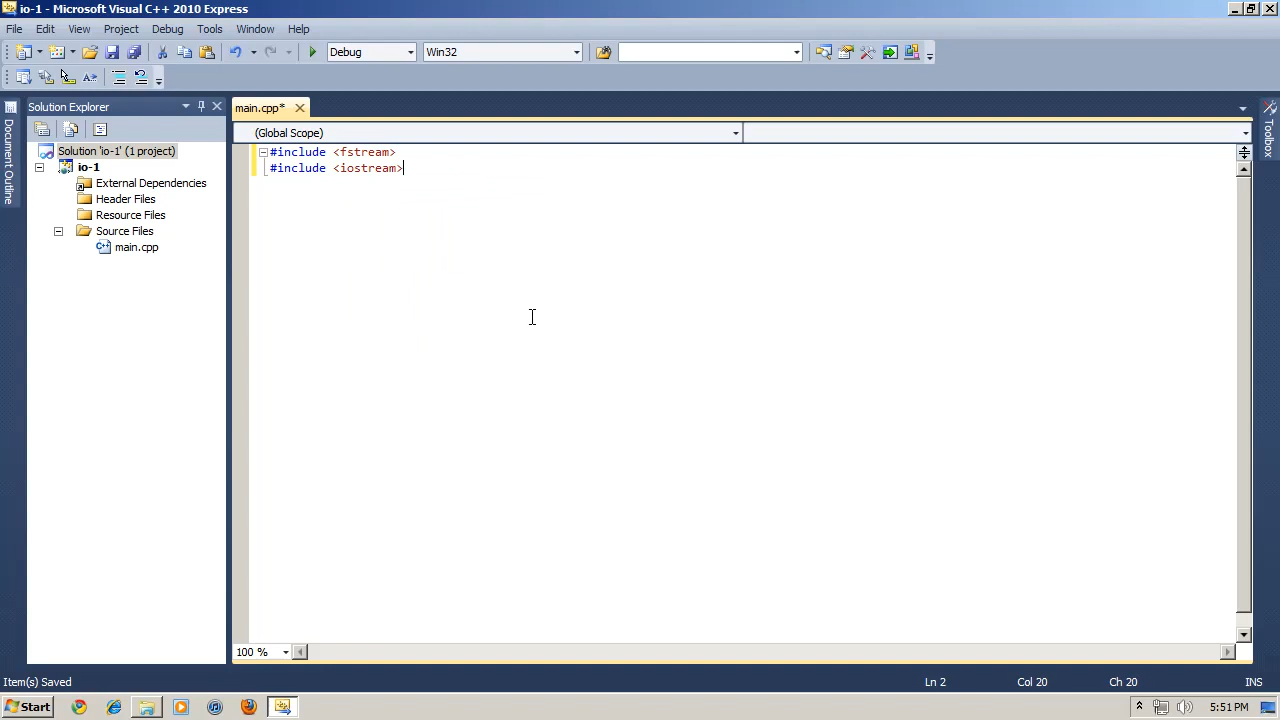 io-1 - Microsoft Visual C++ 2010 Express
File Edit View Project Debug Tools Window Help
Debug Win32
Solution Explorer
main.cpp*
(Global Scope)
Solution 'io-1' (1 project)
io-1
External Dependencies
Header Files
Resource Files
Source Files
main.cpp
#include <fstream>
#include <iostream>
Document Outline
Toolbox
100 %
Item(s) Saved
Ln 2 Col 20 Ch 20 INS
Start
5:51 PM